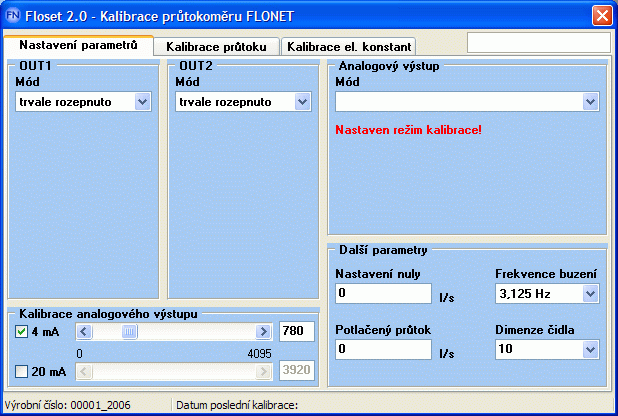 FN Floset 2.0 - Kalibrace průtokoměru FLONET
Nastavení parametrů
Kalibrace průtoku
Kalibrace el. konstant
OUT1
Mód
trvale rozepnuto
OUT2
Mód
trvale rozepnuto
Analogový výstup
Mód
Nastaven režim kalibrace!
Další parametry
Nastavení nuly
0 l/s
Frekvence buzení
3,125 Hz
Potlačený průtok
0 l/s
Dimenze čidla
10
Kalibrace analogového výstupu
4 mA 780
0 4095
20 mA 3920
Výrobní číslo: 00001_2006
Datum poslední kalibrace: